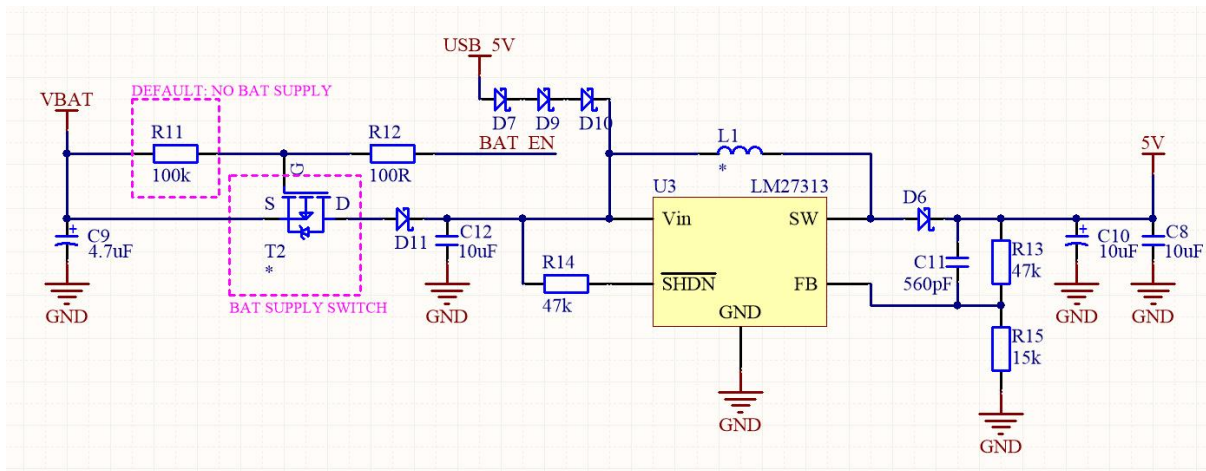 USB_5V
VBAT
DEFAULT: NO BAT SUPPLY
D7 D9 D10
R11
R12
BAT_EN
L1
5V
100k
100R
*
G
U3
LM27313
S
D
Vin
SW
D6
C9
4.7uF
T2
*
D11
C12
10uF
R14
SHDN
FB
C11
560pF
R13
47k
C10
10uF
C8
10uF
GND
BAT SUPPLY SWITCH
GND
47k
GND
R15
15k
GND
GND
GND
GND